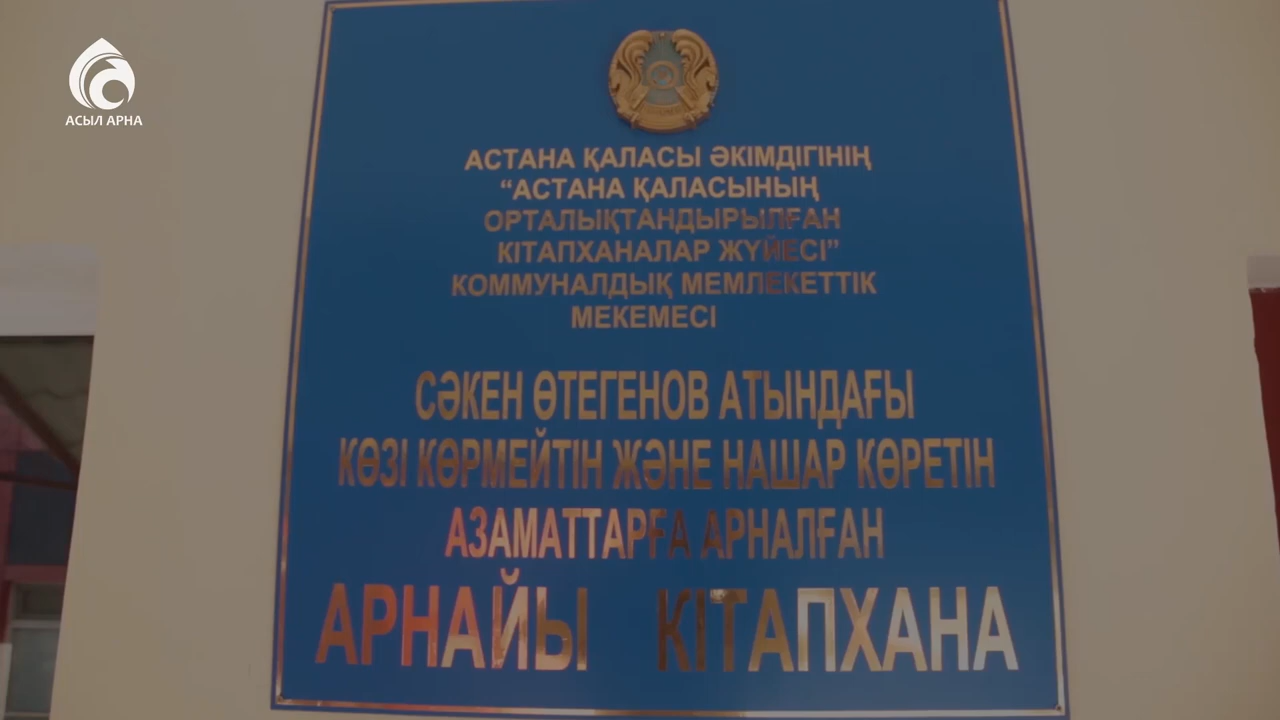 АСЫЛ АРНА
АСТАНА ҚАЛАСЫ ӘКІМДІГІНІҢ
“АСТАНА ҚАЛАСЫНЫҢ
ОРТАЛЫҚТАНДЫРЫЛҒАН
КІТАПХАНАЛАР ЖҮЙЕСІ”
КОММУНАЛДЫҚ МЕМЛЕКЕТТІК
МЕКЕМЕСІ
СӘКЕН ӨТЕГЕНОВ АТЫНДАҒЫ
КӨЗІ КӨРМЕЙТІН ЖӘНЕ НАШАР КӨРЕТІН
АЗАМАТТАРҒА АРНАЛҒАН
АРНАЙЫ КІТАПХАНА